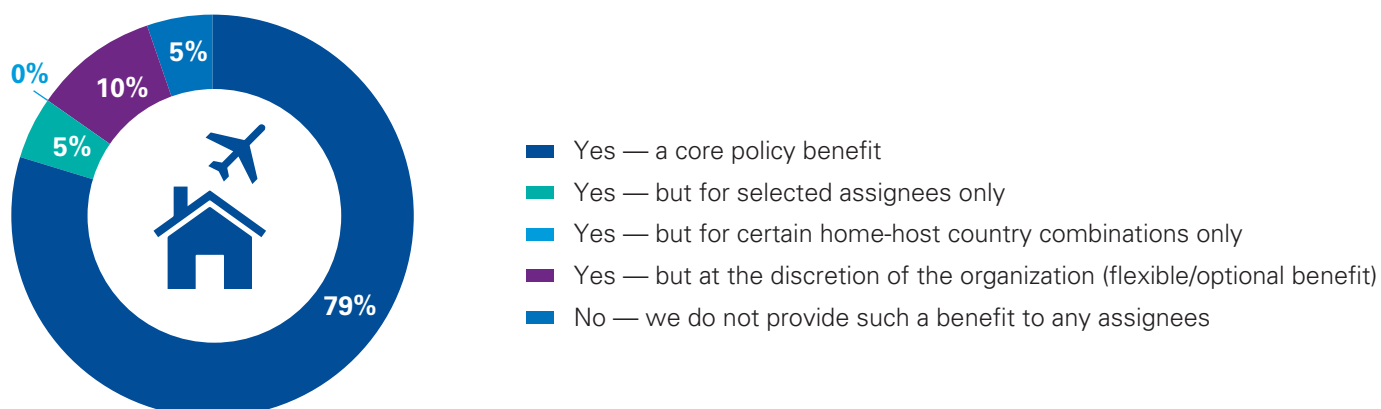 5%
10%
0%
5%
79%
Yes — a core policy benefit
Yes — but for selected assignees only
Yes — but for certain home-host country combinations only
Yes — but at the discretion of the organization (flexible/optional benefit)
No — we do not provide such a benefit to any assignees